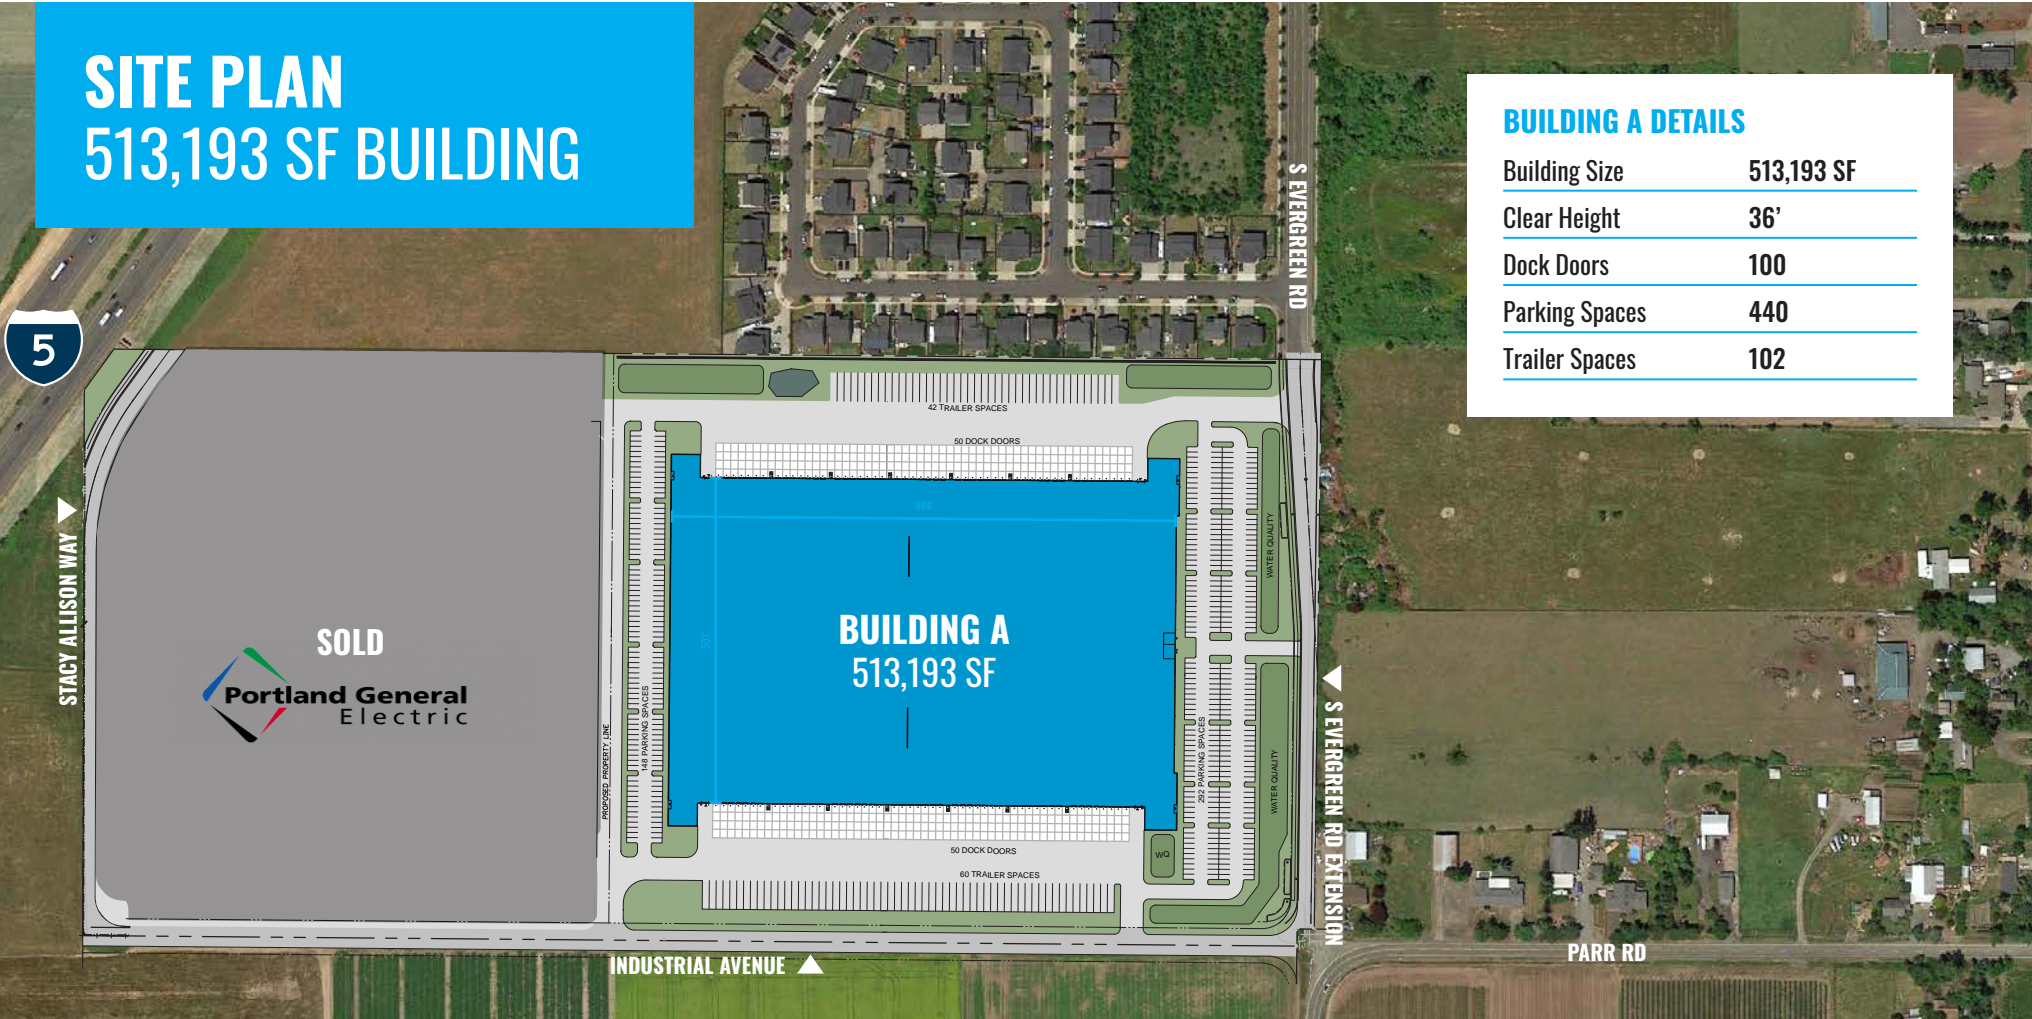 SITE PLAN
513,193 SF BUILDING
BUILDING A DETAILS
Building Size 513,193 SF
Clear Height 36’
Dock Doors 100
Parking Spaces 440
Trailer Spaces 102
S EVERGREEN RD
5
42 TRAILER SPACES
50 DOCK DOORS
884'
WATER QUALITY
STACY ALLISON WAY
SOLD
Portland General
Electric
BUILDING A
513,193 SF
501'
148 PARKING SPACES
PROPOSED PROPERTY LINE
292 PARKING SPACES
WATER QUALITY
S EVERGREEN RD EXTENSION
50 DOCK DOORS
WQ
60 TRAILER SPACES
INDUSTRIAL AVENUE
PARR RD